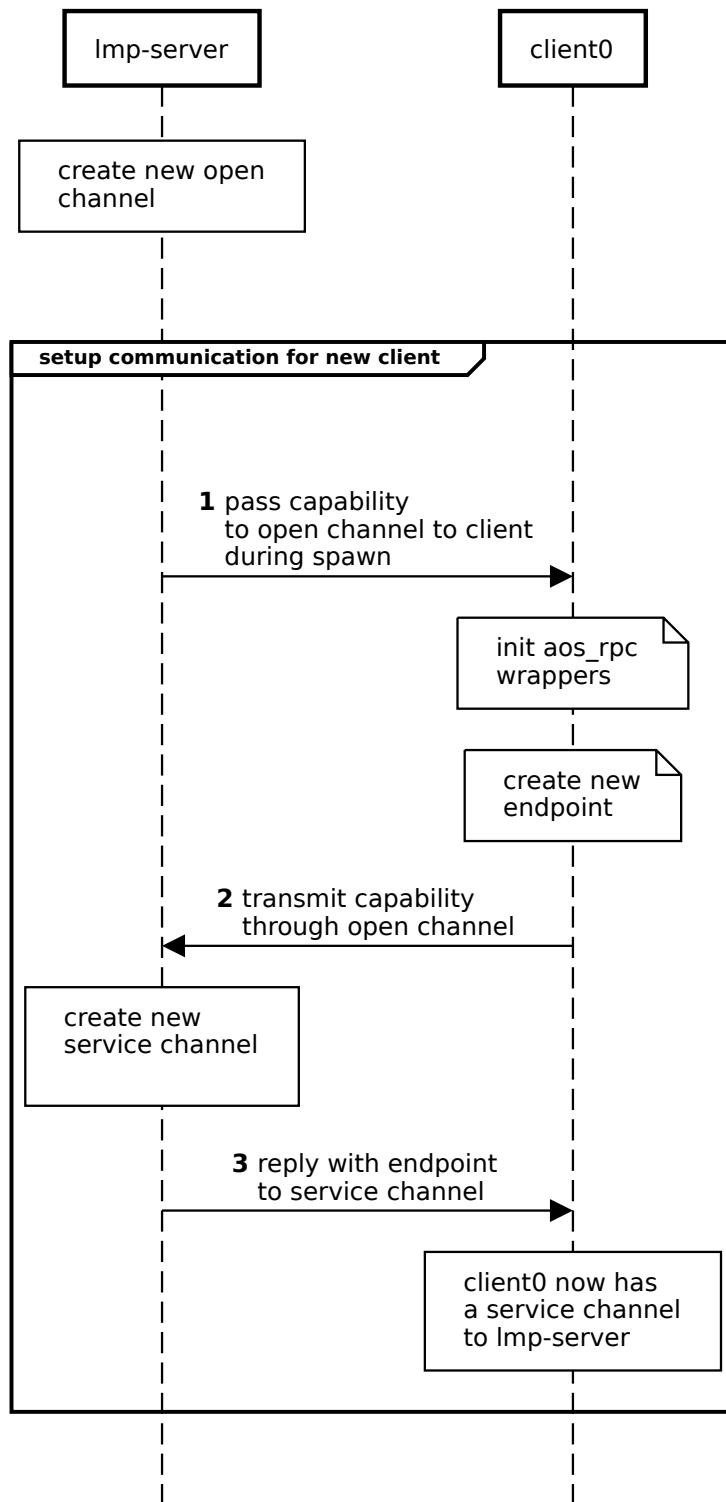 lmp-server
client0
create new open
channel
setup communication for new client
1 pass capability
to open channel to client
during spawn
init aos_rpc
wrappers
create new
endpoint
2 transmit capability
through open channel
create new
service channel
3 reply with endpoint
to service channel
client0 now has
a service channel
to lmp-server